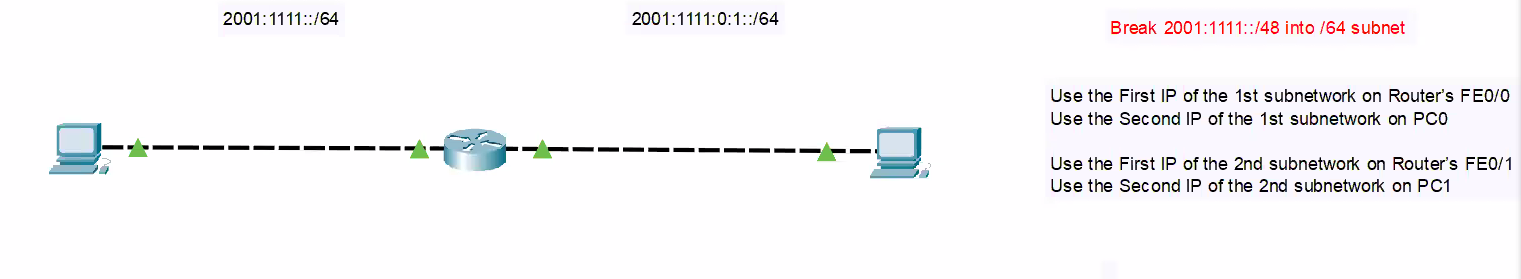 2001:1111::/64
2001:1111:0:1::/64
Break 2001:1111::/48 into /64 subnet
Use the First IP of the 1st subnetwork on Router's FE0/0
Use the Second IP of the 1st subnetwork on PC0
Use the First IP of the 2nd subnetwork on Router's FE0/1
Use the Second IP of the 2nd subnetwork on PC1